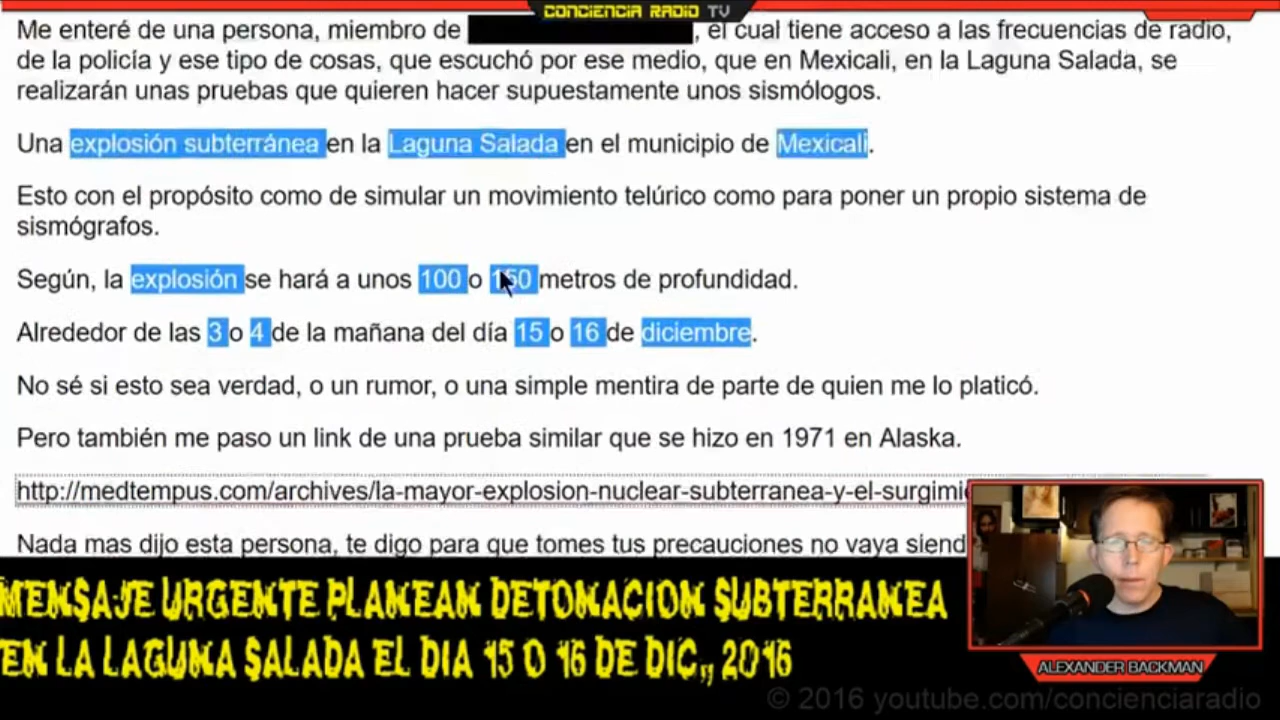 CONCIENCIA RADIO TV
Me enteré de una persona, miembro de , el cual tiene acceso a las frecuencias de radio,
de la policía y ese tipo de cosas, que escuchó por ese medio, que en Mexicali, en la Laguna Salada, se
realizarán unas pruebas que quieren hacer supuestamente unos sismólogos.
Una explosión subterránea en la Laguna Salada en el municipio de Mexicali.
Esto con el propósito como de simular un movimiento telúrico como para poner un propio sistema de
sismógrafos.
Según, la explosión se hará a unos 100 o 150 metros de profundidad.
Alrededor de las 3 o 4 de la mañana del día 15 o 16 de diciembre.
No sé si esto sea verdad, o un rumor, o una simple mentira de parte de quien me lo platicó.
Pero también me paso un link de una prueba similar que se hizo en 1971 en Alaska.
http://medtempus.com/archives/la-mayor-explosion-nuclear-subterranea-y-el-surgimi
Nada mas dijo esta persona, te digo para que tomes tus precauciones no vaya siend
MENSAJE URGENTE PLANEAN DETONACION SUBTERRANEA
EN LA LAGUNA SALADA EL DIA 15 O 16 DE DIC,, 2016
ALEXANDER BACKMAN
© 2016 youtube.com/concienciaradio